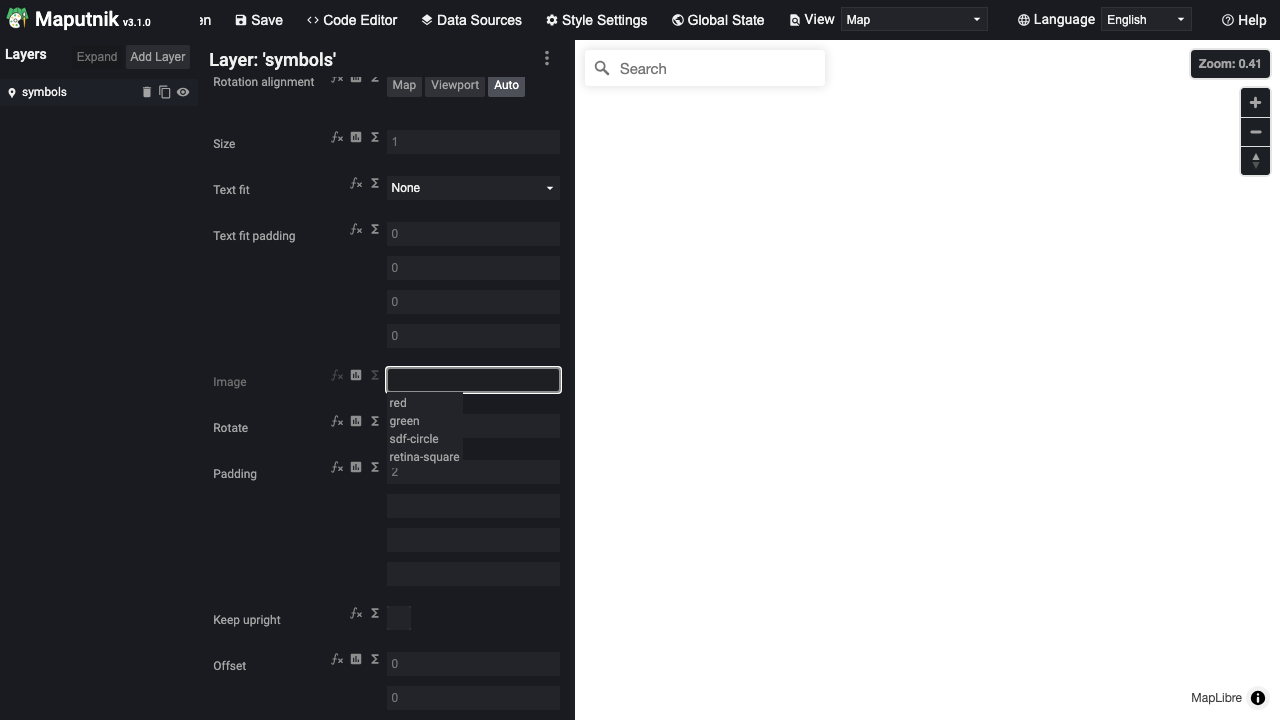 Maputnik v3.1.0
en
Save
Code Editor
Data Sources
Style Settings
Global State
View
Map
Language
English
Help
Layers
Expand
Add Layer
symbols
Layer: 'symbols'
Rotation alignment
Map
Viewport
Auto
Size
1
Text fit
None
Text fit padding
0
0
0
0
Image
red
green
sdf-circle
retina-square
Rotate
Padding
2
Keep upright
Offset
0
0
Search
Zoom: 0.41
MapLibre